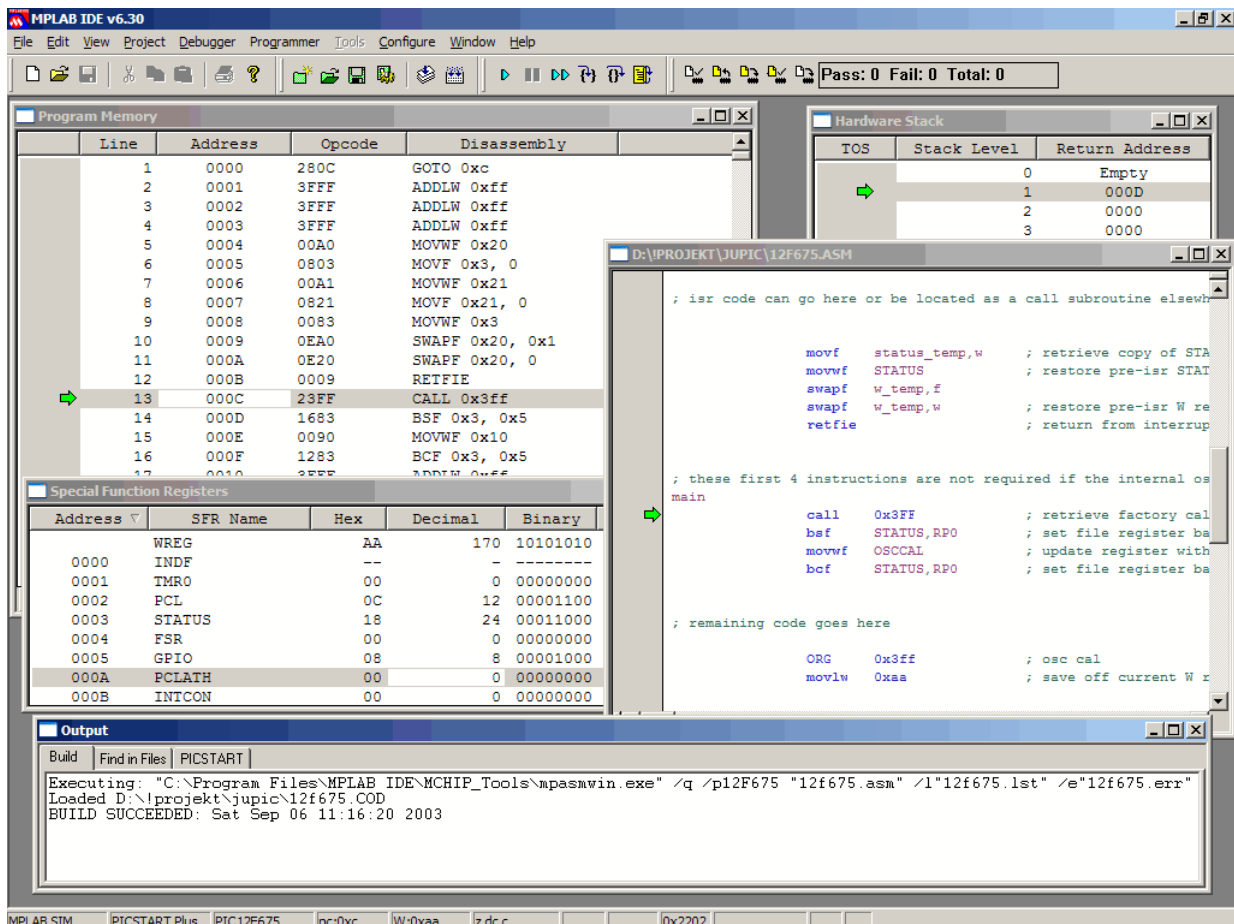 MPLAB IDE v6.30
File Edit View Project Debugger Programmer Tools Configure Window Help
Pass: 0 Fail: 0 Total: 0
Program Memory
Line Address Opcode Disassembly
1 0000 280C GOTO 0xc
2 0001 3FFF ADDLW 0xff
3 0002 3FFF ADDLW 0xff
4 0003 3FFF ADDLW 0xff
5 0004 00A0 MOVWF 0x20
6 0005 0803 MOVF 0x3, 0
7 0006 00A1 MOVWF 0x21
8 0007 0821 MOVF 0x21, 0
9 0008 0083 MOVWF 0x3
10 0009 0EA0 SWAPF 0x20, 0x1
11 000A 0E20 SWAPF 0x20, 0
12 000B 0009 RETFIE
13 000C 23FF CALL 0x3ff
14 000D 1683 BSF 0x3, 0x5
15 000E 0090 MOVWF 0x10
16 000F 1283 BCF 0x3, 0x5
17 0010 3FFF ADDLW 0xff
Hardware Stack
TOS Stack Level Return Address
0 Empty
1 000D
2 0000
3 0000
D:\!PROJEKT\JUPIC\12F675.ASM
; isr code can go here or be located as a call subroutine elsewh
movf status_temp,w ; retrieve copy of STA
movwf STATUS ; restore pre-isr STAT
swapf w_temp,f
swapf w_temp,w ; restore pre-isr W re
retfie ; return from interrup
; these first 4 instructions are not required if the internal os
main
call 0x3FF ; retrieve factory cal
bsf STATUS,RP0 ; set file register ba
movwf OSCCAL ; update register with
bcf STATUS,RP0 ; set file register ba
; remaining code goes here
ORG 0x3ff ; osc cal
movlw 0xaa ; save off current W r
Special Function Registers
Address SFR Name Hex Decimal Binary
WREG AA 170 10101010
0000 INDF -- - --------
0001 TMR0 00 0 00000000
0002 PCL 0C 12 00001100
0003 STATUS 18 24 00011000
0004 FSR 00 0 00000000
0005 GPIO 08 8 00001000
000A PCLATH 00 0 00000000
000B INTCON 00 0 00000000
Output
Build Find in Files PICSTART
Executing: "C:\Program Files\MPLAB IDE\MCHIP_Tools\mpasmwin.exe" /q /p12F675 "12f675.asm" /l"12f675.lst" /e"12f675.err"
Loaded D:\!projekt\jupic\12f675.COD
BUILD SUCCEEDED: Sat Sep 06 11:16:20 2003
MPLAB SIM PICSTART Plus PIC12F675 pc:0xc W:0xaa z dc c 0x2202